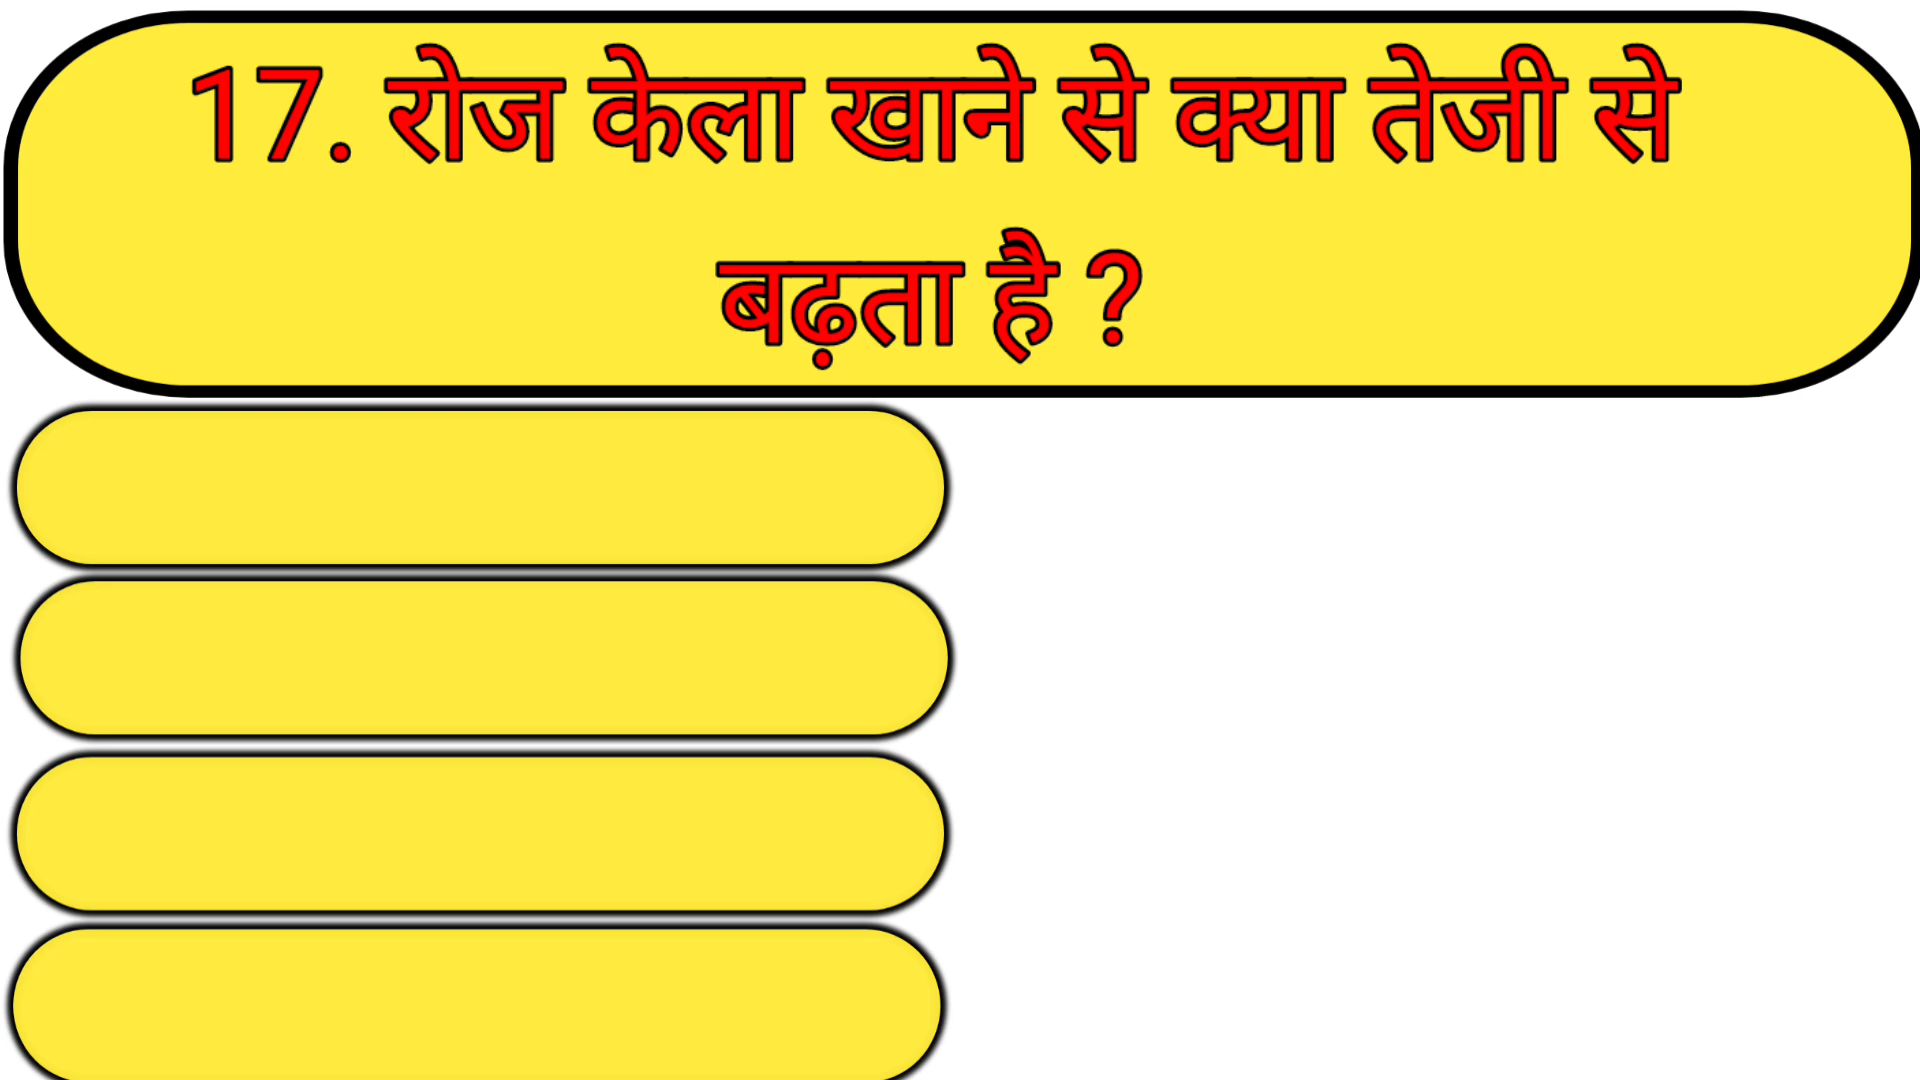 17. रोज केला खाने से क्या तेजी से
बढ़ता है ?